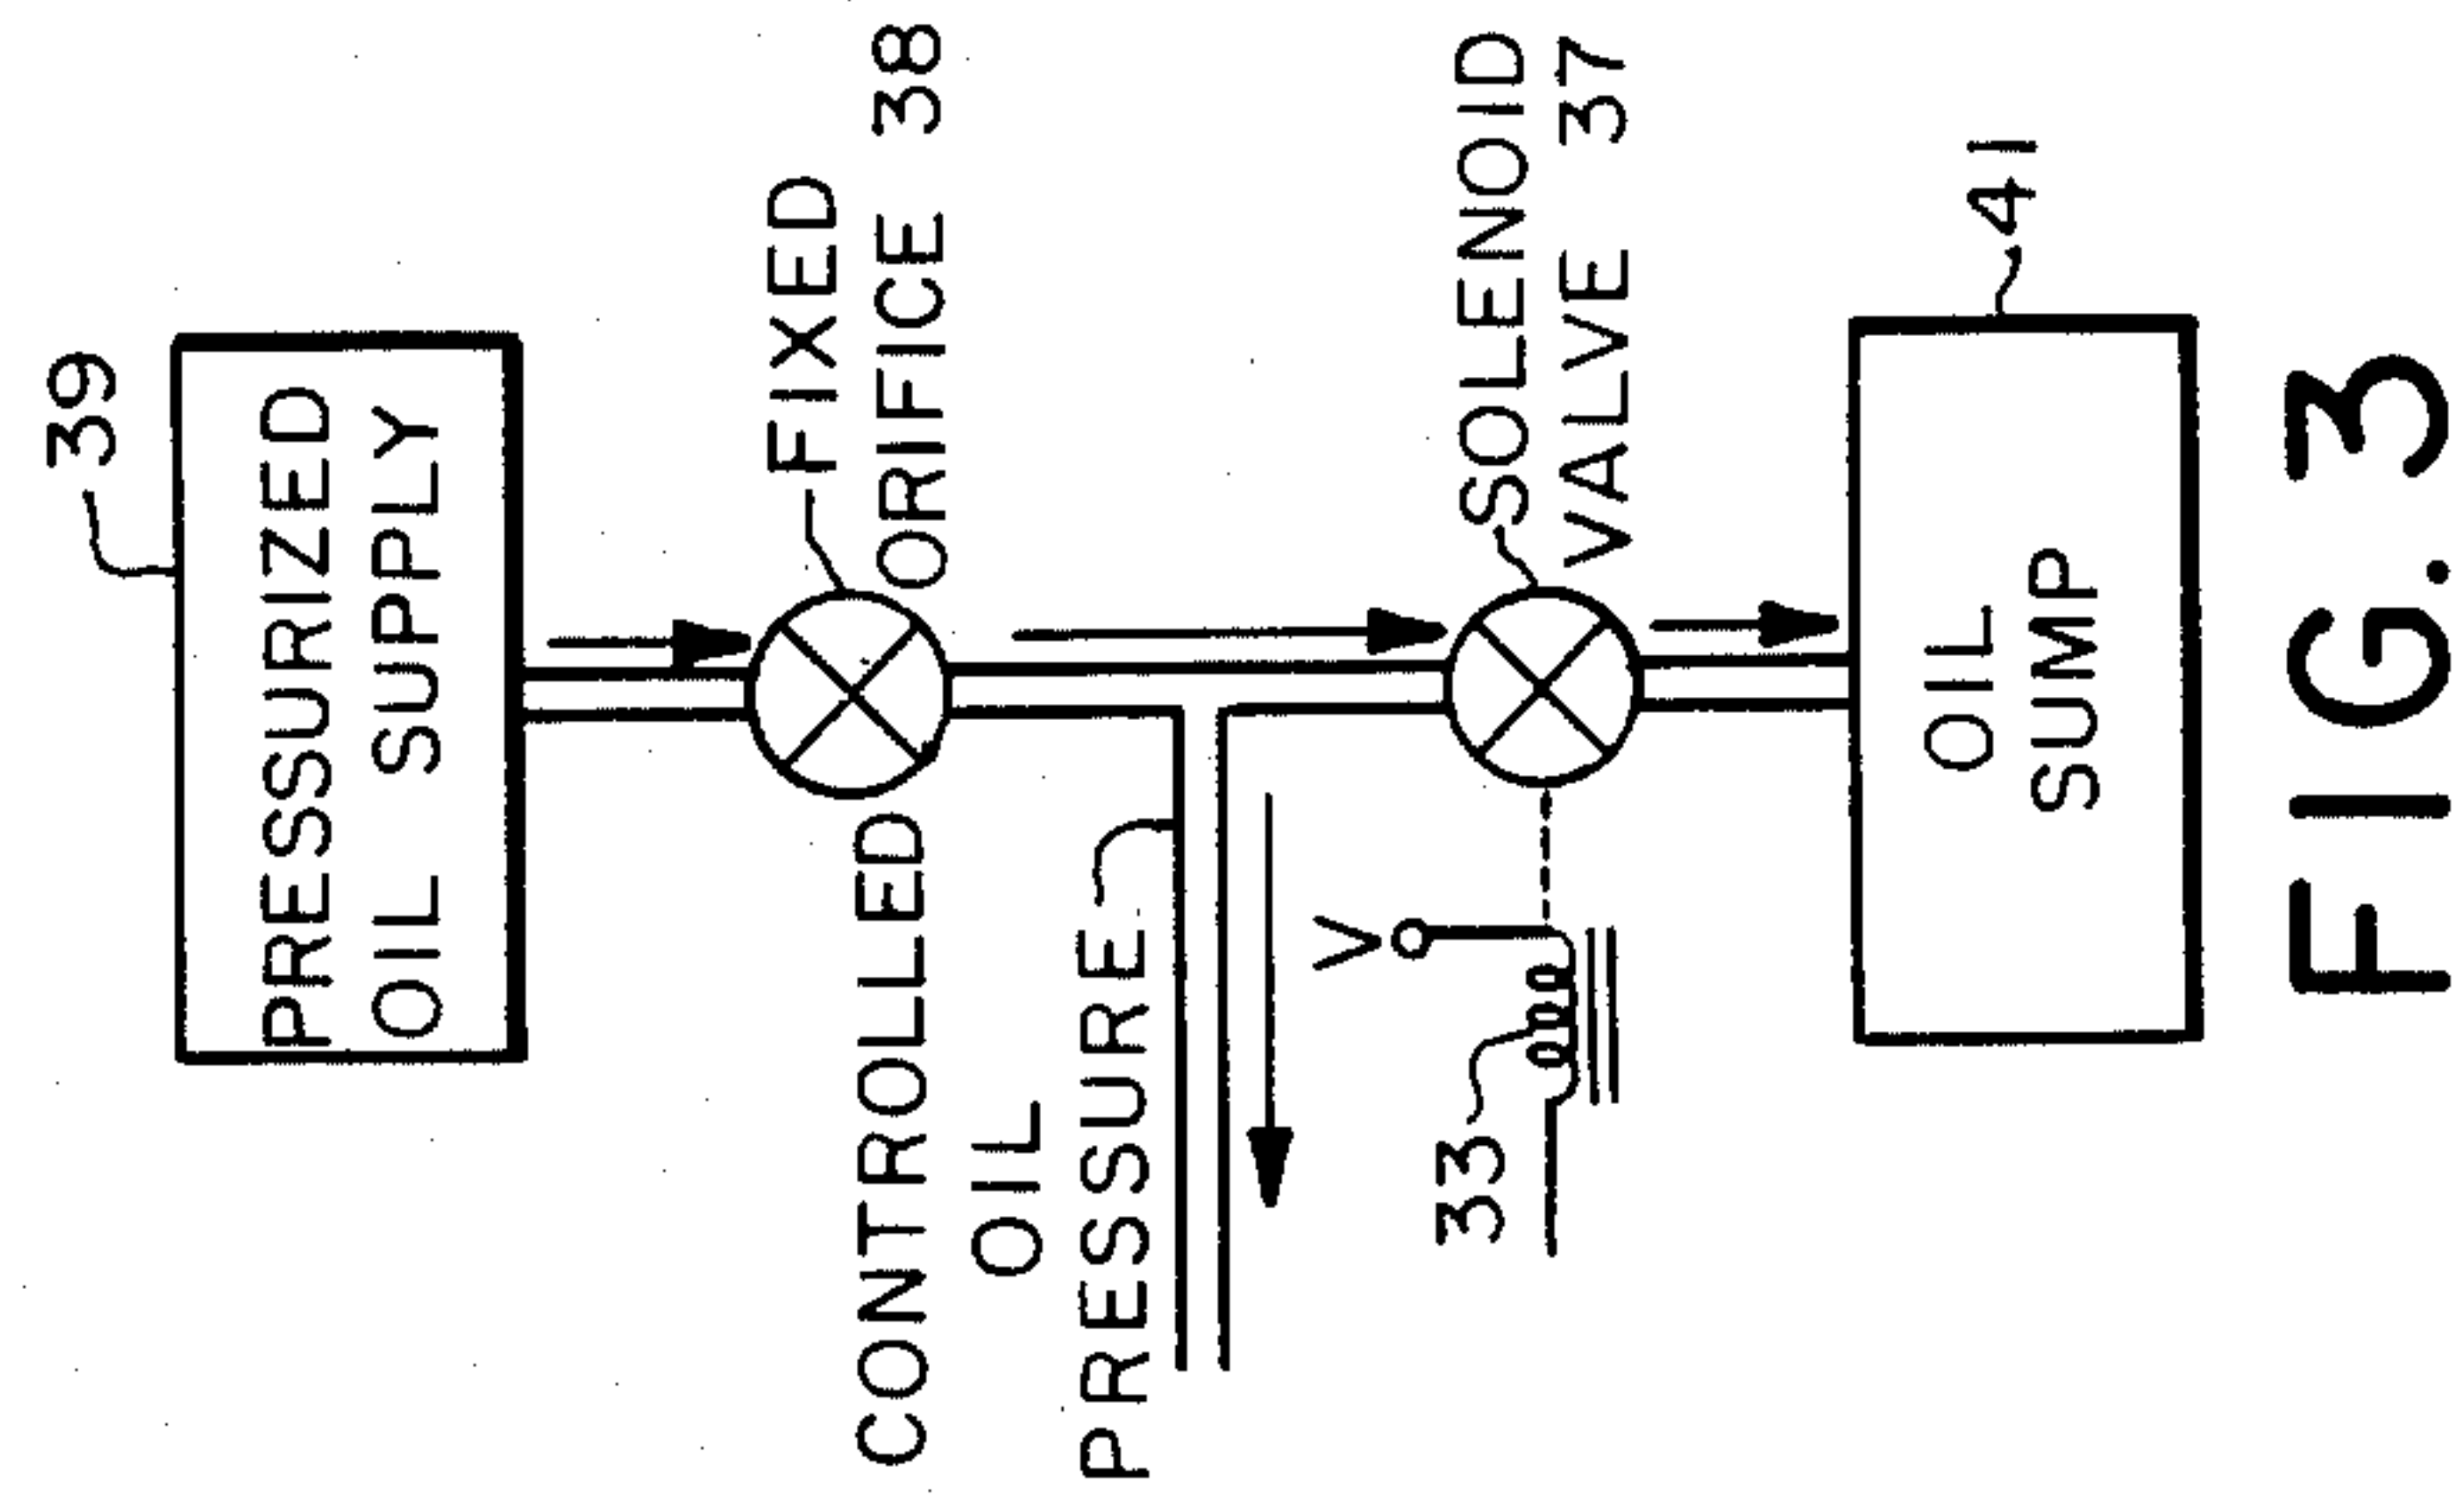 39
PRESSURIZED
OIL SUPPLY
FIXED
ORIFICE 38
CONTROLLED
OIL
PRESSURE
V
33
SOLENOID
VALVE 37
41
OIL
SUMP
FIG. 3